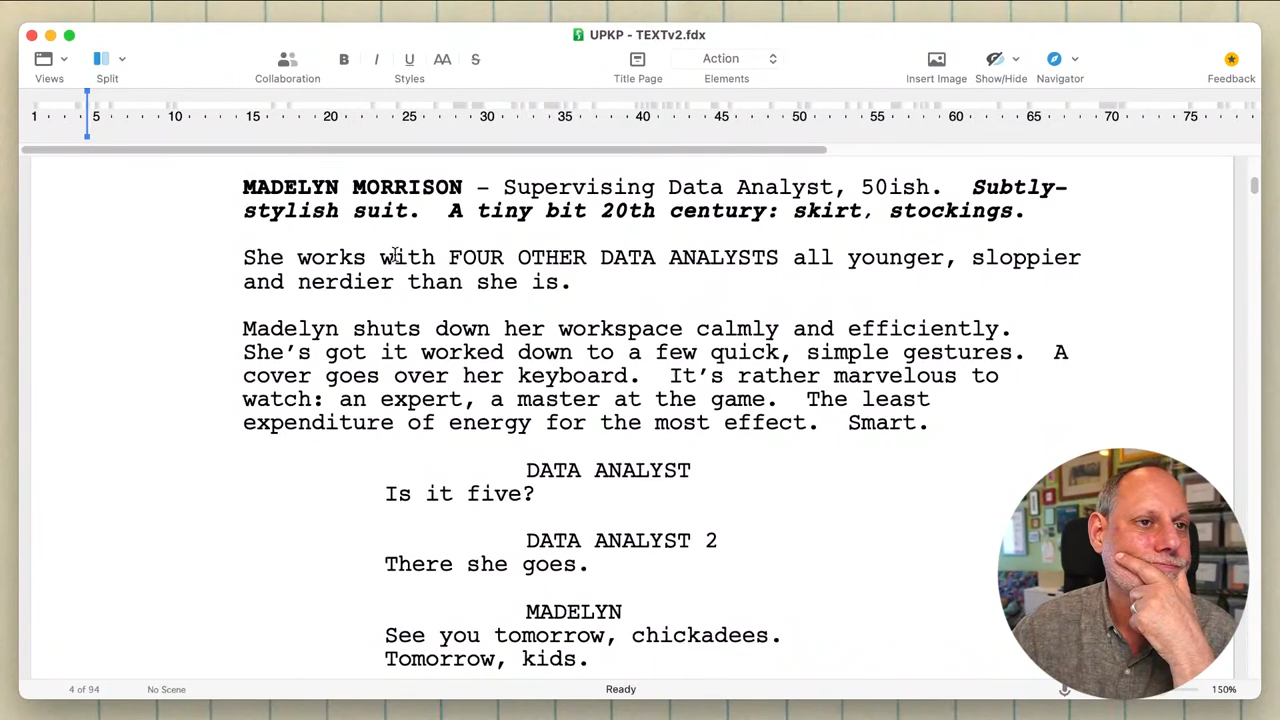 UPKP - TEXTv2.fdx
B I U AA S Action
Views Split Collaboration Styles Title Page Elements Insert Image Show/Hide Navigator Feedback
1 5 10 15 20 25 30 35 40 45 50 55 60 65 70 75
MADELYN MORRISON – Supervising Data Analyst, 50ish. Subtly-
stylish suit. A tiny bit 20th century: skirt, stockings.
She works with FOUR OTHER DATA ANALYSTS all younger, sloppier
and nerdier than she is.
Madelyn shuts down her workspace calmly and efficiently.
She’s got it worked down to a few quick, simple gestures. A
cover goes over her keyboard. It’s rather marvelous to
watch: an expert, a master at the game. The least
expenditure of energy for the most effect. Smart.
DATA ANALYST
Is it five?
DATA ANALYST 2
There she goes.
MADELYN
See you tomorrow, chickadees.
Tomorrow, kids.
4 of 94 No Scene Ready 150%